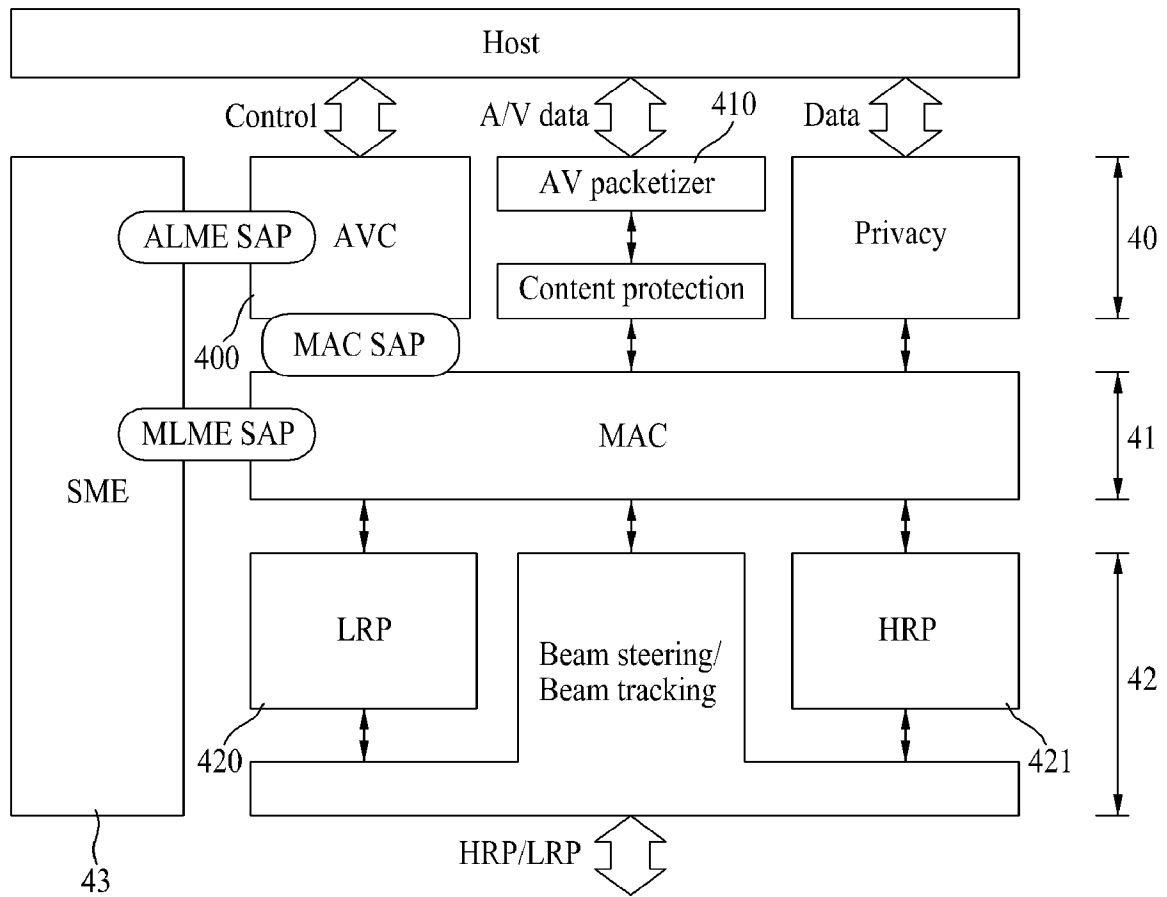 Host
Control
A/V data
410
Data
AV packetizer
ALME SAP
AVC
Privacy
40
Content protection
400
MAC SAP
MLME SAP
MAC
41
SME
LRP
HRP
Beam steering/
Beam tracking
42
420
421
HRP/LRP
43